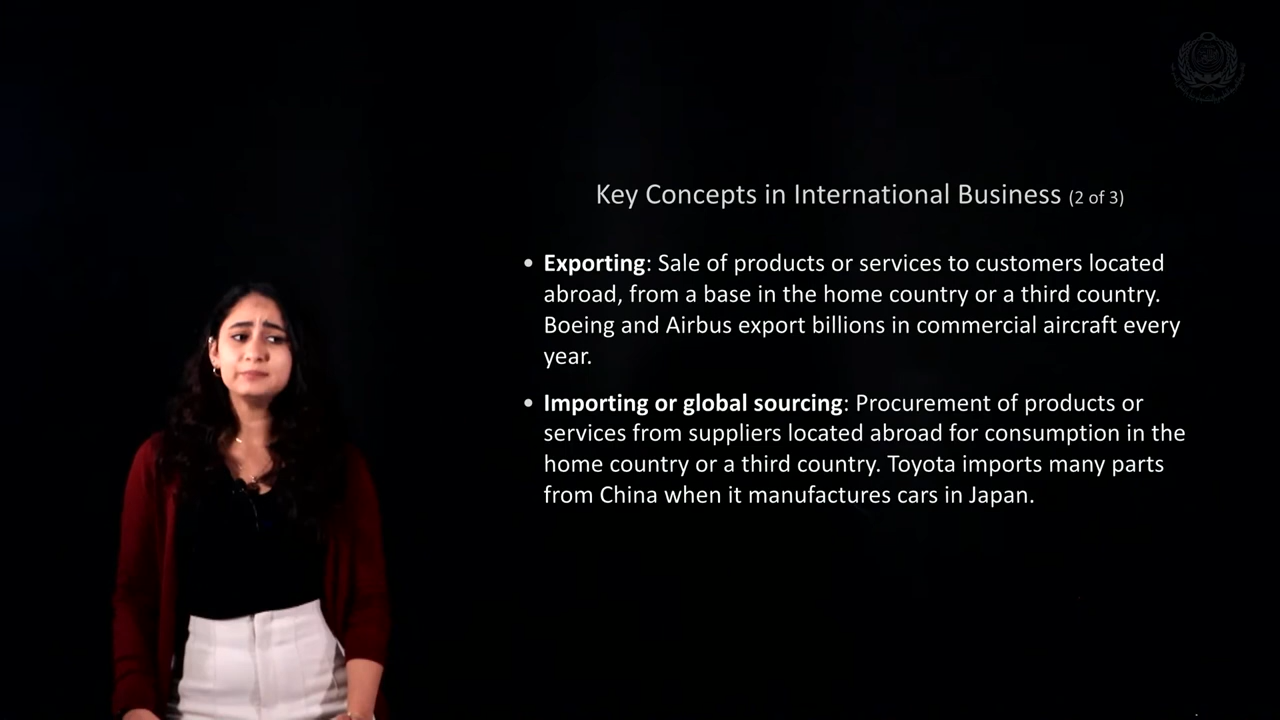 Key Concepts in International Business (2 of 3)
• Exporting: Sale of products or services to customers located
abroad, from a base in the home country or a third country.
Boeing and Airbus export billions in commercial aircraft every
year.
• Importing or global sourcing: Procurement of products or
services from suppliers located abroad for consumption in the
home country or a third country. Toyota imports many parts
from China when it manufactures cars in Japan.